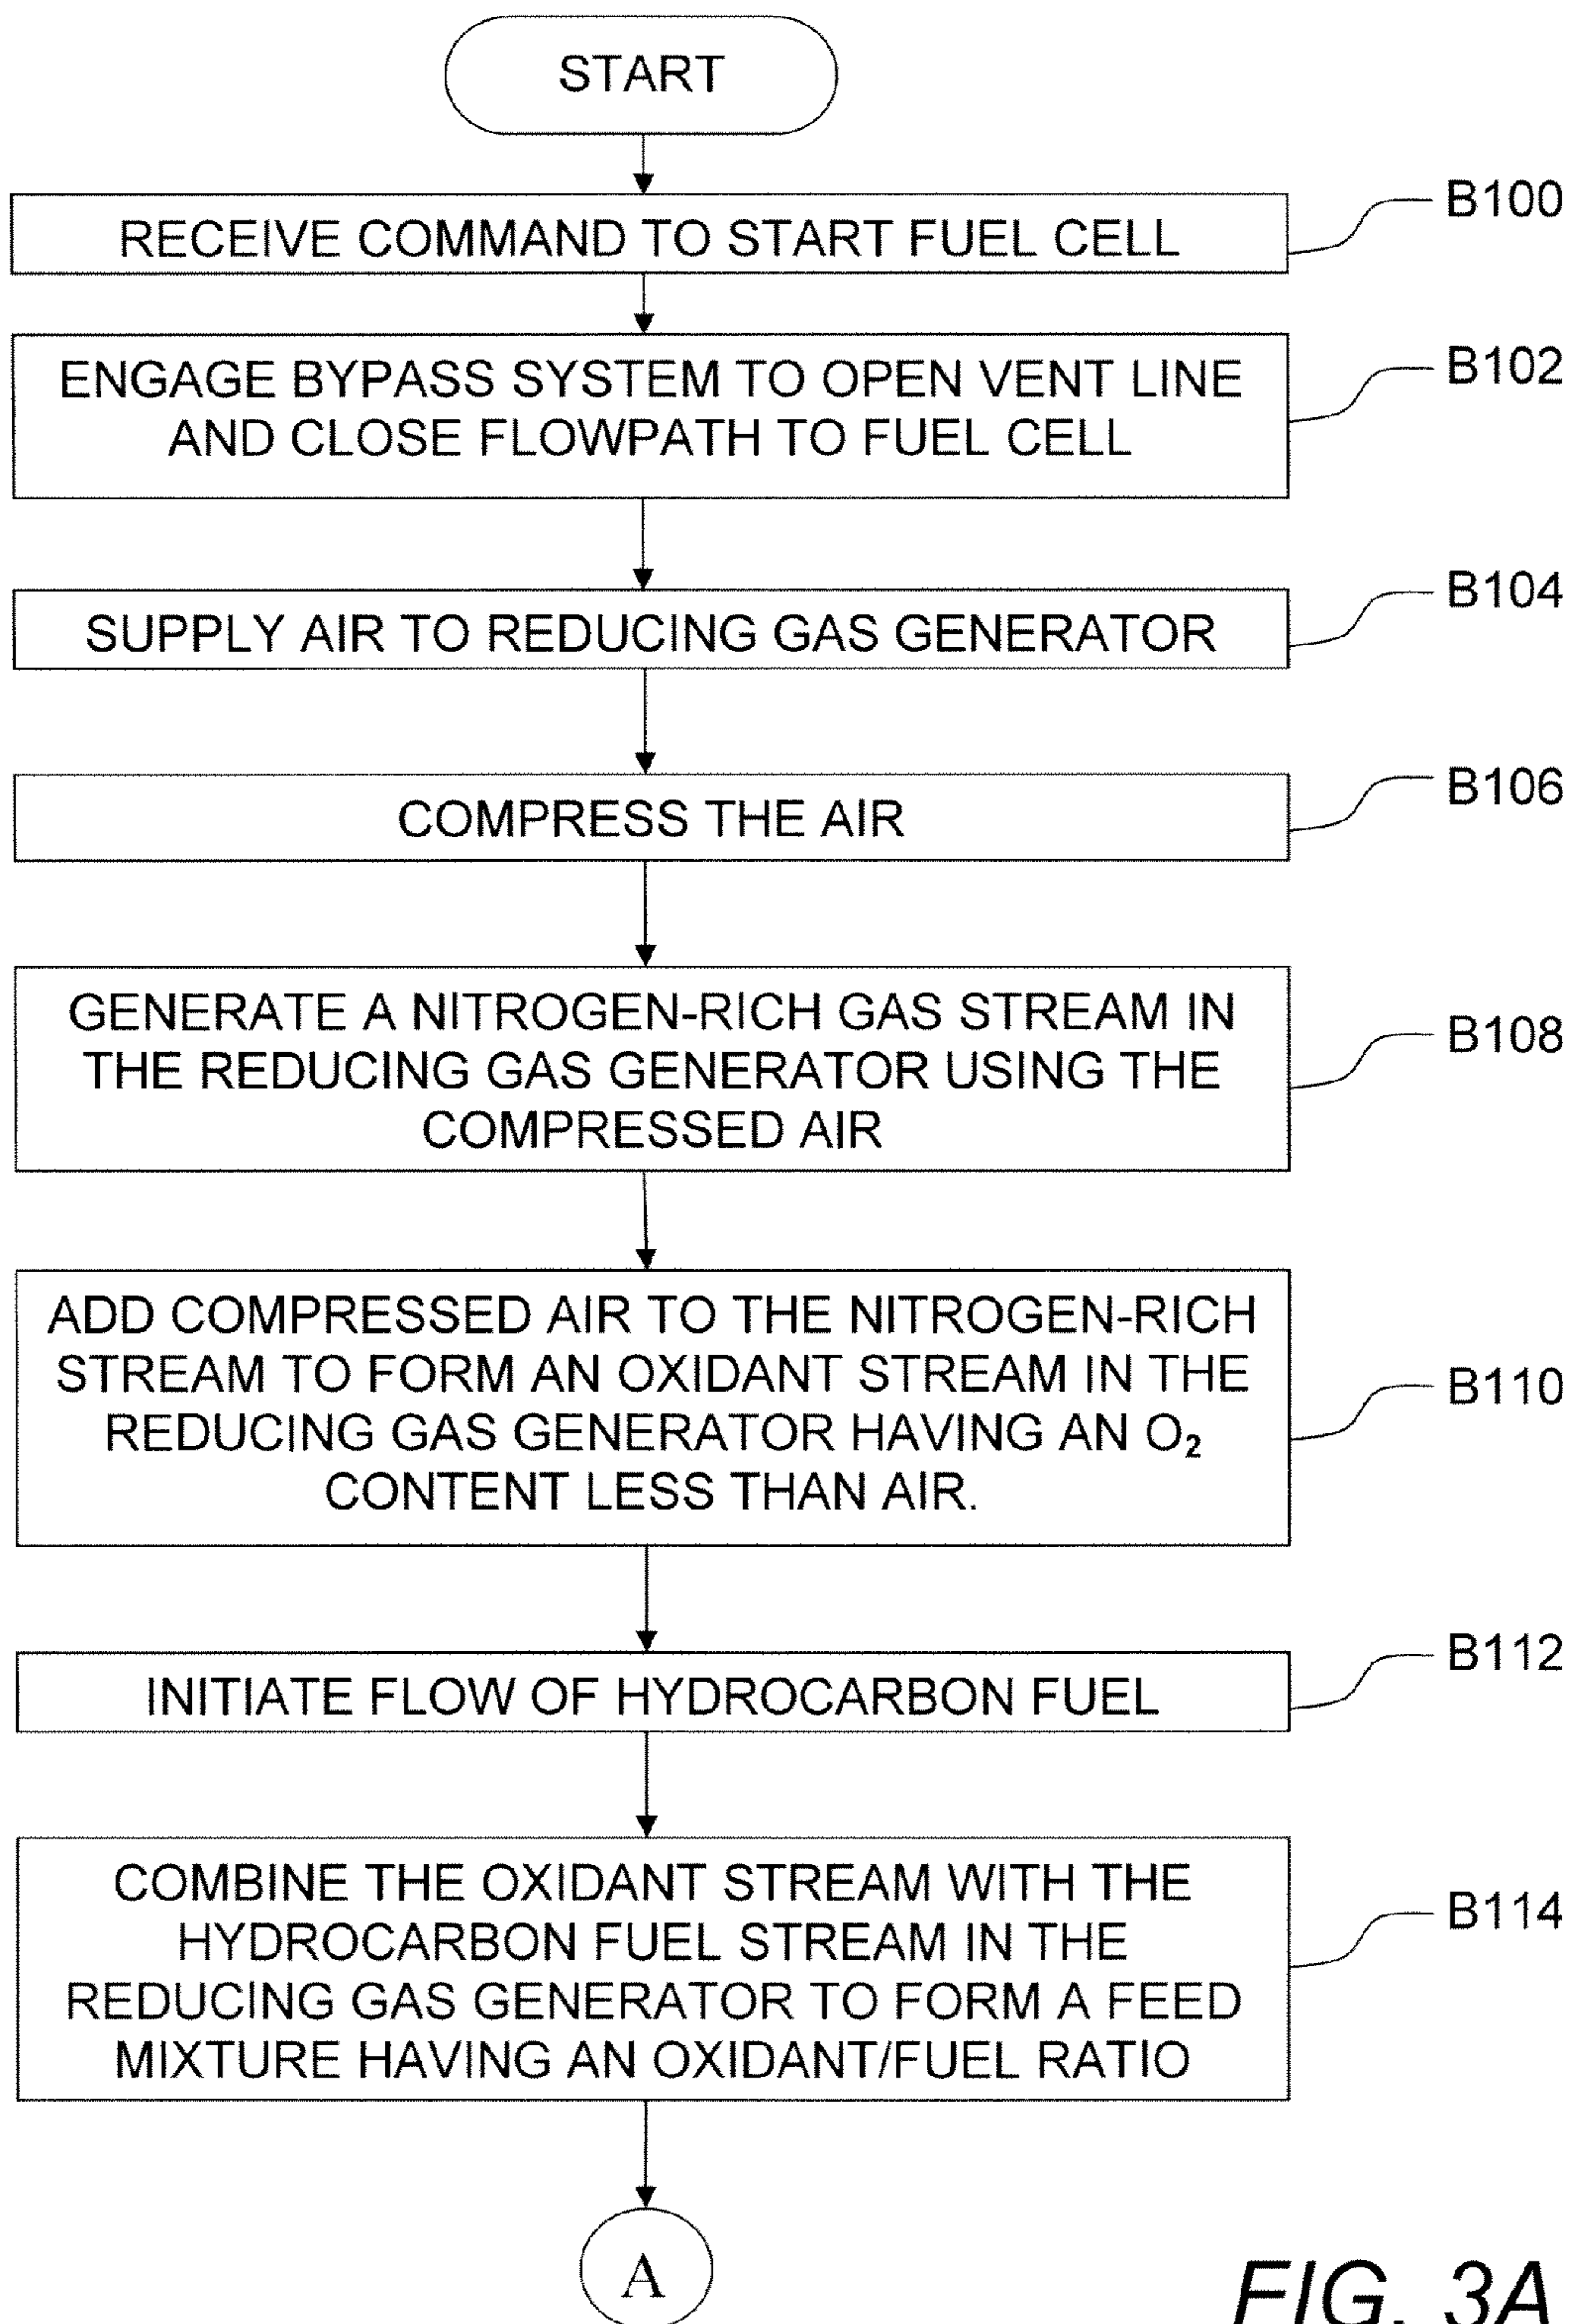 START
RECEIVE COMMAND TO START FUEL CELL
B100
ENGAGE BYPASS SYSTEM TO OPEN VENT LINE
AND CLOSE FLOWPATH TO FUEL CELL
B102
SUPPLY AIR TO REDUCING GAS GENERATOR
B104
COMPRESS THE AIR
B106
GENERATE A NITROGEN-RICH GAS STREAM IN
THE REDUCING GAS GENERATOR USING THE
COMPRESSED AIR
B108
ADD COMPRESSED AIR TO THE NITROGEN-RICH
STREAM TO FORM AN OXIDANT STREAM IN THE
REDUCING GAS GENERATOR HAVING AN O₂
CONTENT LESS THAN AIR.
B110
INITIATE FLOW OF HYDROCARBON FUEL
B112
COMBINE THE OXIDANT STREAM WITH THE
HYDROCARBON FUEL STREAM IN THE
REDUCING GAS GENERATOR TO FORM A FEED
MIXTURE HAVING AN OXIDANT/FUEL RATIO
B114
A
FIG. 3A